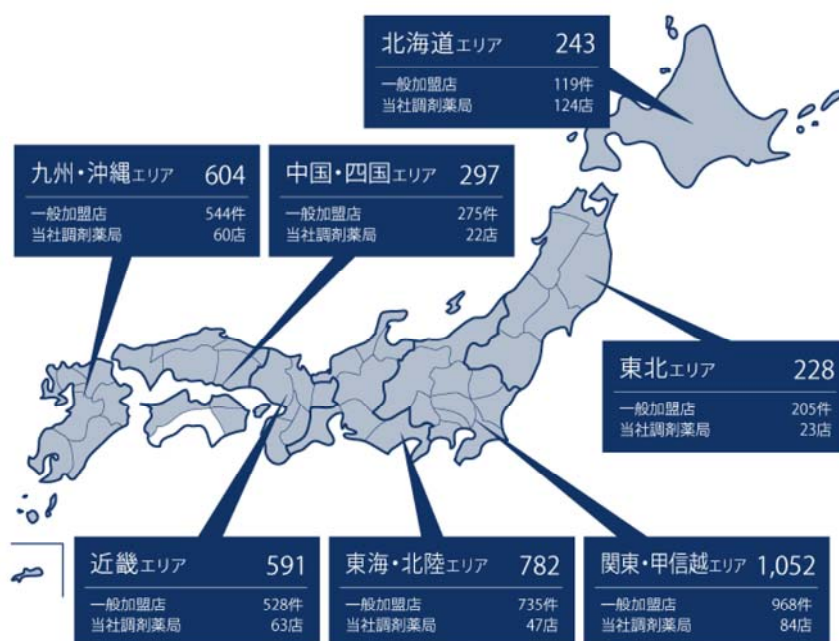 北海道エリア 243
一般加盟店 119件
当社調剤薬局 124店
九州・沖縄エリア 604
一般加盟店 544件
当社調剤薬局 60店
中国・四国エリア 297
一般加盟店 275件
当社調剤薬局 22店
東北エリア 228
一般加盟店 205件
当社調剤薬局 23店
近畿エリア 591
一般加盟店 528件
当社調剤薬局 63店
東海・北陸エリア 782
一般加盟店 735件
当社調剤薬局 47店
関東・甲信越エリア 1,052
一般加盟店 968件
当社調剤薬局 84店